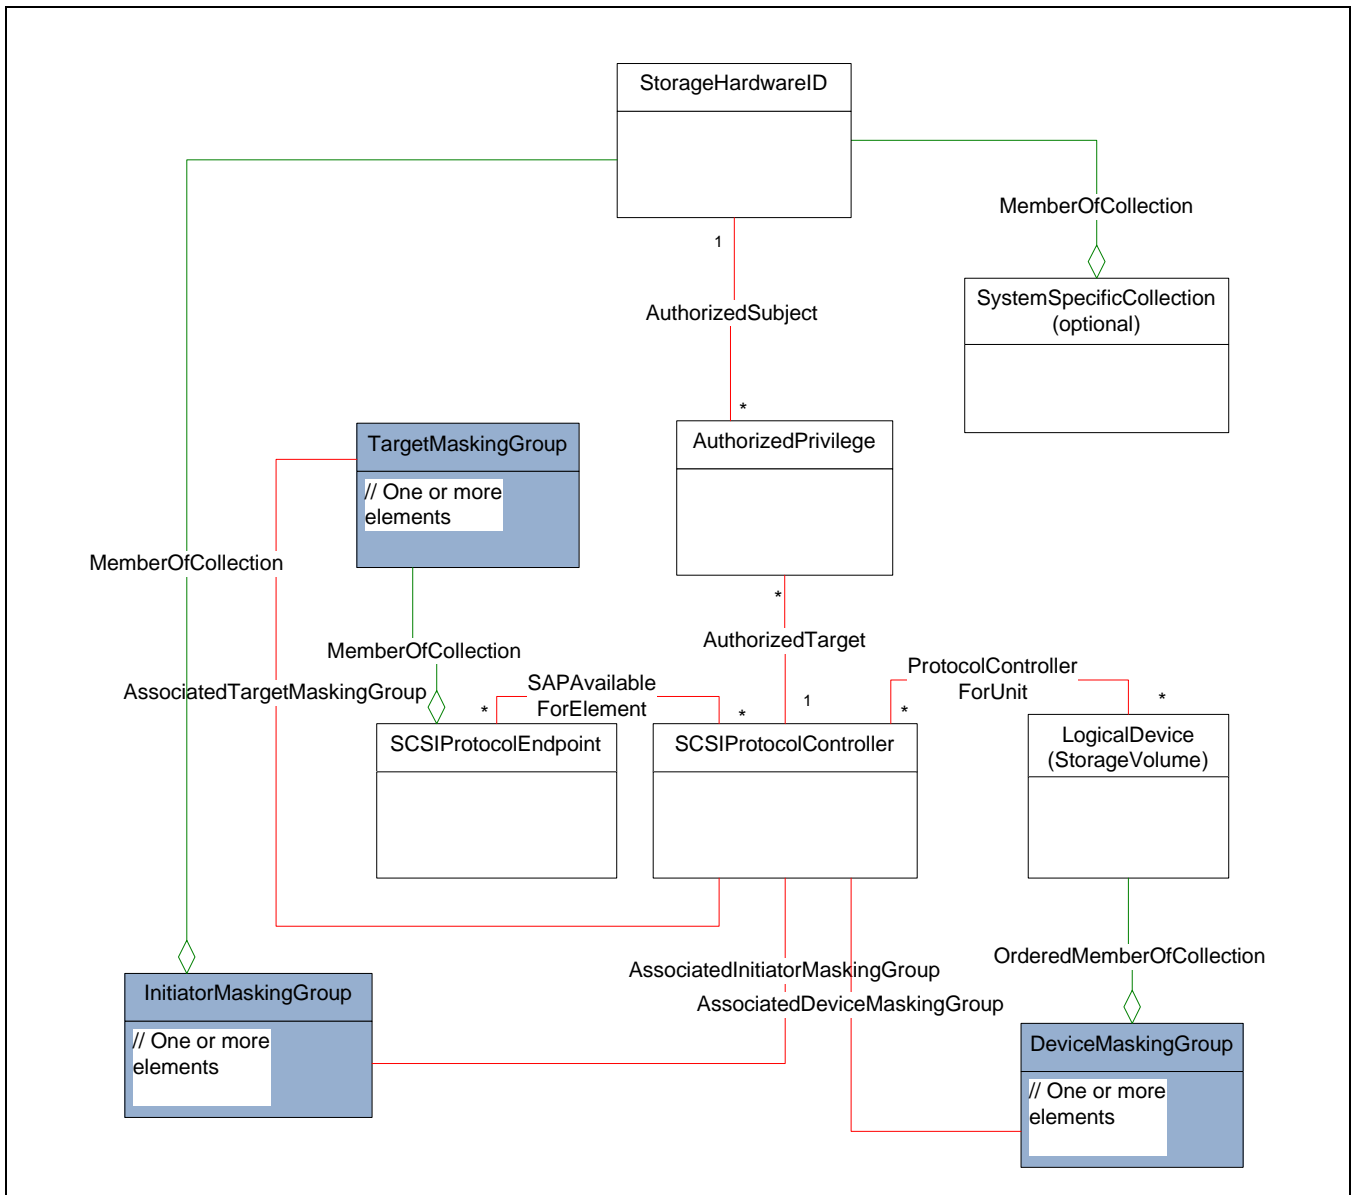 StorageHardwareID
MemberOfCollection
1
SystemSpecificCollection
(optional)
AuthorizedSubject
*
TargetMaskingGroup
// One or more
elements
AuthorizedPrivilege
MemberOfCollection
*
AuthorizedTarget
MemberOfCollection
ProtocolController
ForUnit
AssociatedTargetMaskingGroup
SAPAvailable
ForElement
*
*
1
*
*
SCSIProtocolEndpoint
SCSIProtocolController
LogicalDevice
(StorageVolume)
OrderedMemberOfCollection
AssociatedInitiatorMaskingGroup
AssociatedDeviceMaskingGroup
InitiatorMaskingGroup
// One or more
elements
DeviceMaskingGroup
// One or more
elements